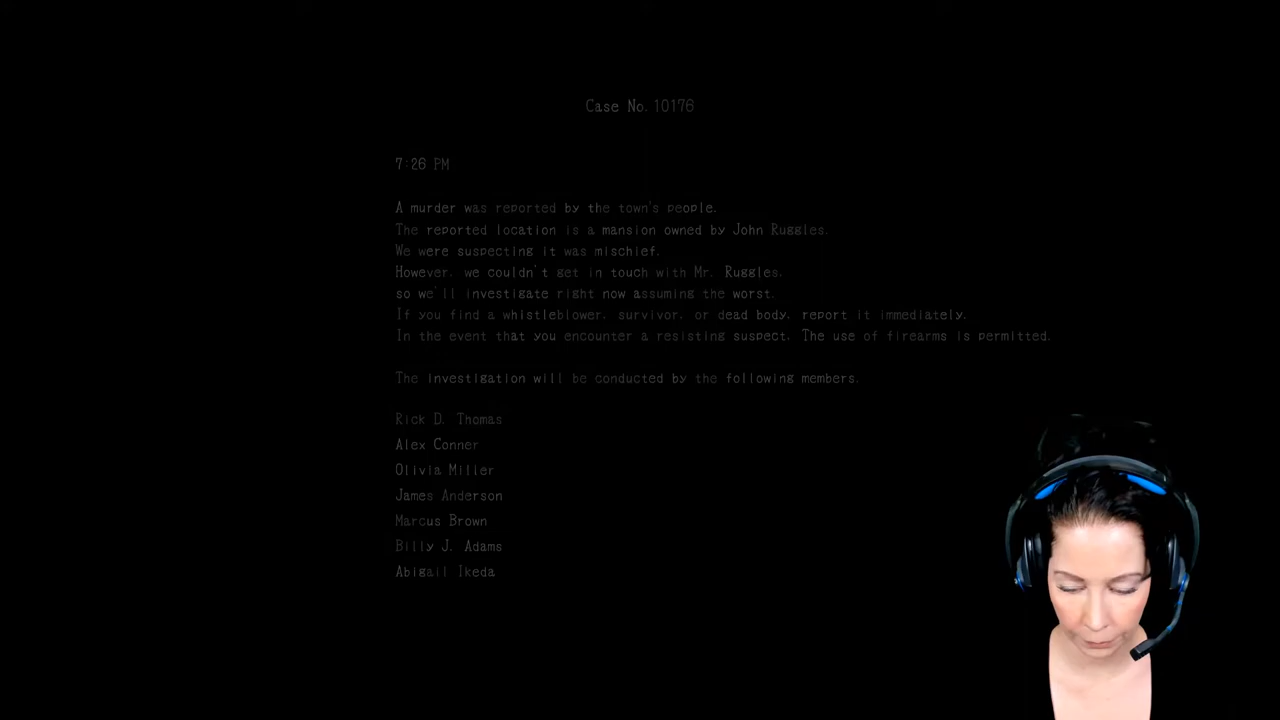 Case No. 10176
7:26 PM
A murder was reported by the town's people.
The reported location is a mansion owned by John Ruggles.
We were suspecting it was mischief.
However, we couldn't get in touch with Mr. Ruggles,
so we'll investigate right now assuming the worst.
If you find a whistleblower, survivor, or dead body, report it immediately.
In the event that you encounter a resisting suspect, The use of firearms is permitted.
The investigation will be conducted by the following members.
Rick D. Thomas
Alex Conner
Olivia Miller
James Anderson
Marcus Brown
Billy J. Adams
Abigail Ikeda